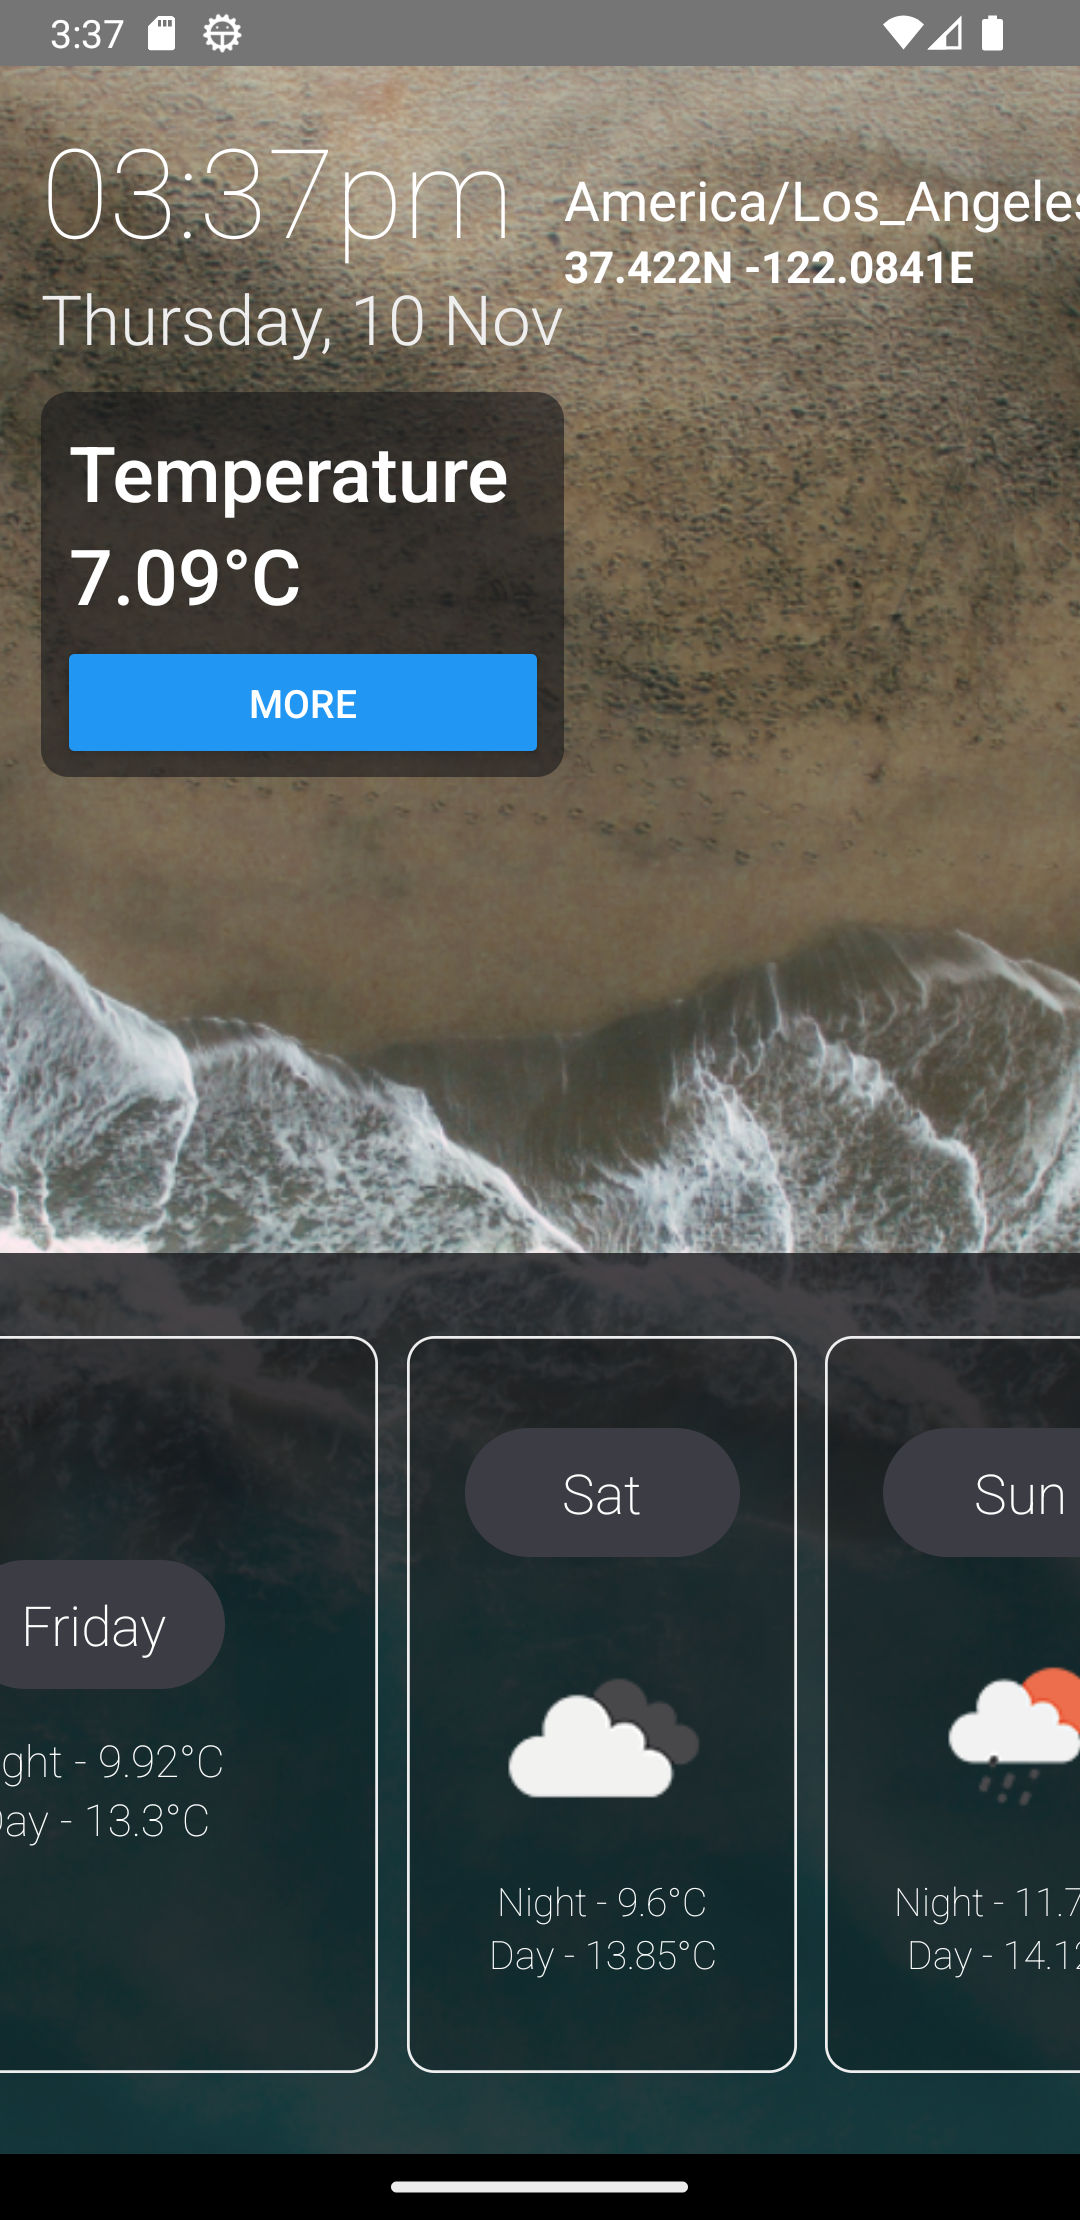 3:37
03:37pm
America/Los_Angeles
37.422N -122.0841E
Thursday, 10 Nov
Temperature
7.09°C
MORE
Friday
ght - 9.92°C
ay - 13.3°C
Sat
Night - 9.6°C
Day - 13.85°C
Sun
Night - 11.7
Day - 14.12